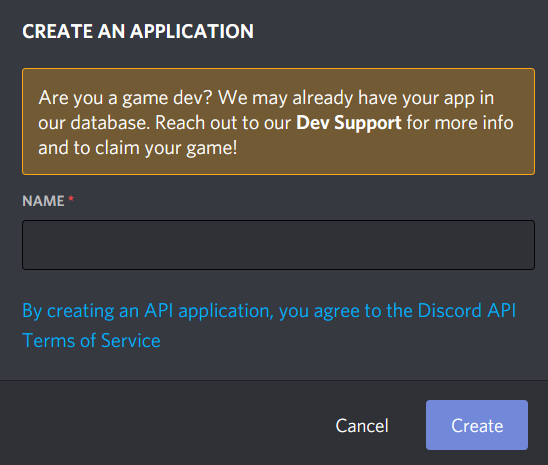 CREATE AN APPLICATION
Are you a game dev? We may already have your app in
our database. Reach out to our Dev Support for more info
and to claim your game!
NAME *
By creating an API application, you agree to the Discord API
Terms of Service
Cancel Create